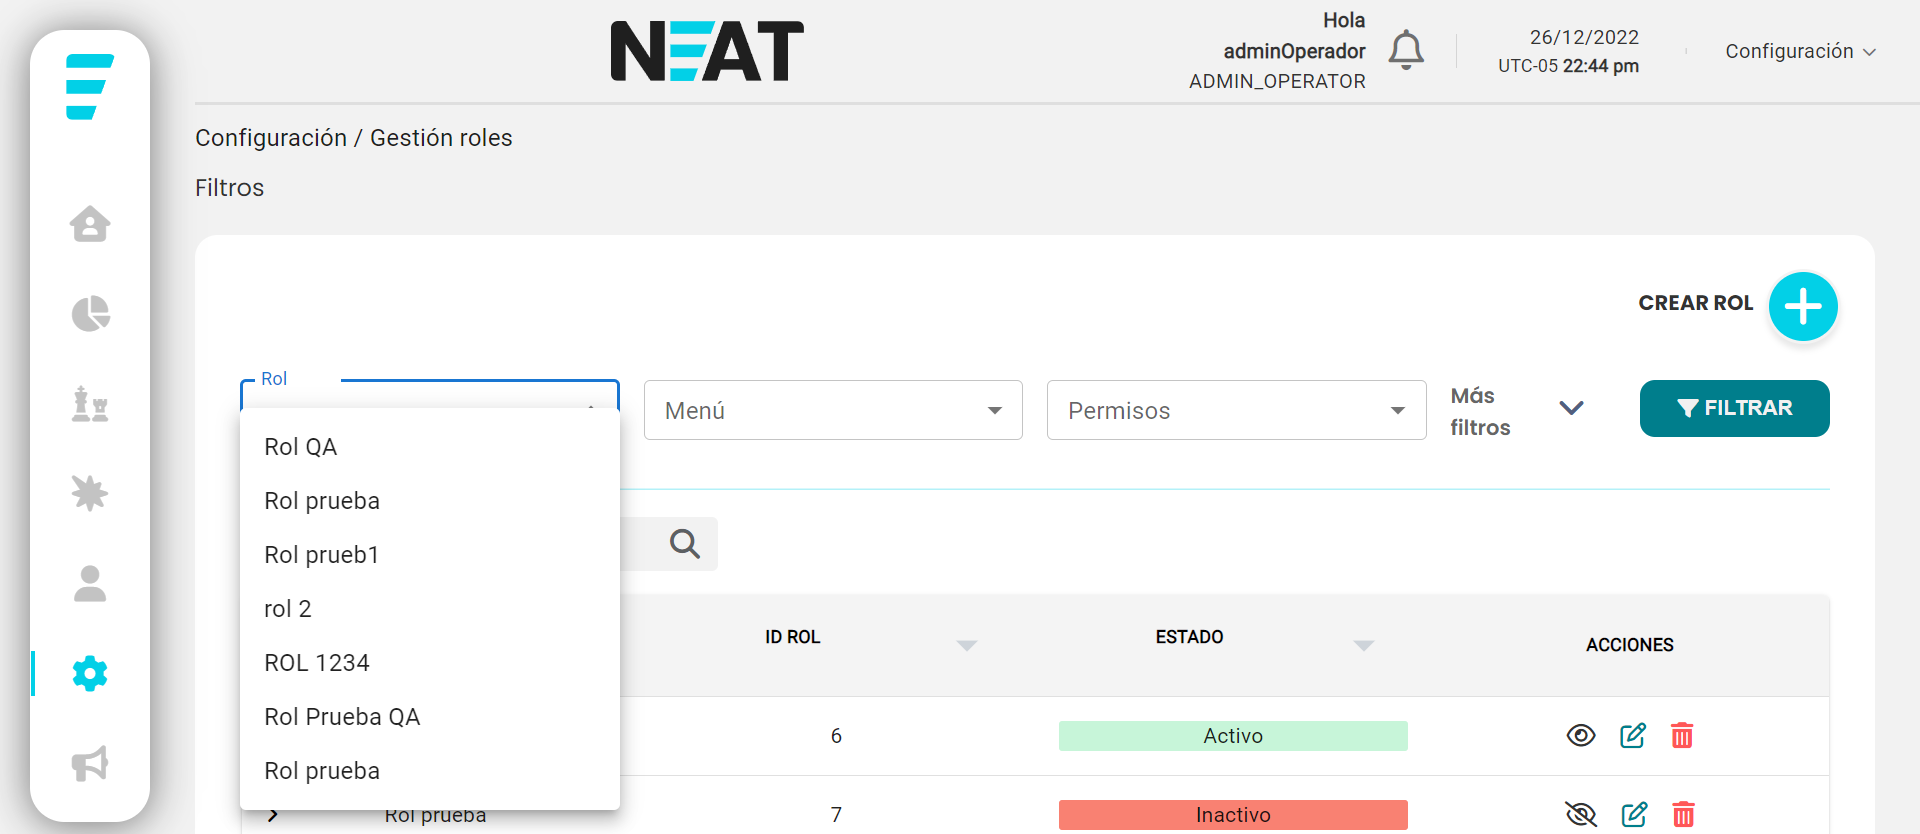 NEAT
Hola
adminOperador
ADMIN_OPERATOR
26/12/2022
UTC-05 22:44 pm
Configuración
Configuración / Gestión roles
Filtros
CREAR ROL
Rol
Menú
Permisos
Más
filtros
FILTRAR
Rol QA
Rol prueba
Rol prueb1
rol 2
ROL 1234
Rol Prueba QA
Rol prueba
ID ROL
ESTADO
ACCIONES
6
Activo
Rol prueba
7
Inactivo